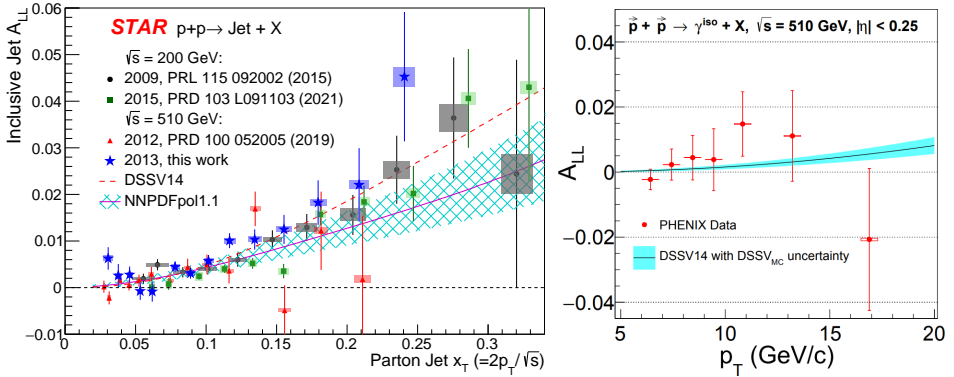 STAR p+p→ Jet + X
√s = 200 GeV:
2009, PRL 115 092002 (2015)
2015, PRD 103 L091103 (2021)
√s = 510 GeV:
2012, PRD 100 052005 (2019)
2013, this work
DSSV14
NNPDFpol1.1
Inclusive Jet A_LL
0.06
0.05
0.04
0.03
0.02
0.01
0
−0.01
0 0.05 0.1 0.15 0.2 0.25 0.3
Parton Jet x_T (=2p_T/√s)
p⃗ + p⃗ → γ^iso + X, √s = 510 GeV, |η| < 0.25
A_LL
0.04
0.02
0
−0.02
−0.04
PHENIX Data
DSSV14 with DSSV_MC uncertainty
5 10 15 20
p_T (GeV/c)